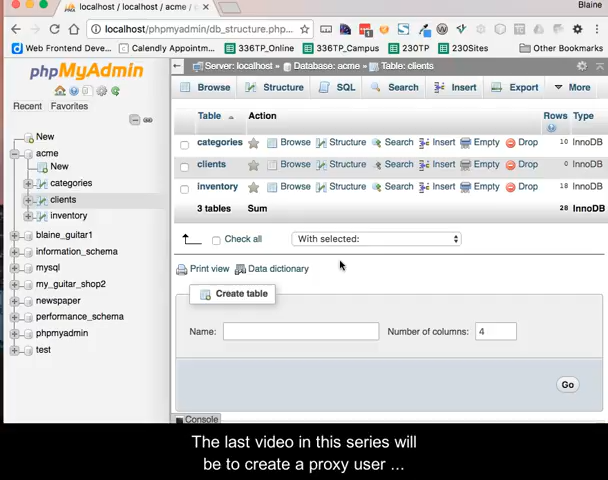 localhost / localhost / acme /
Blaine
localhost/phpmyadmin/db_structure.php...
Web Frontend Deve... Calendly Appointme... 336TP_Online 336TP_Campus 230TP 230Sites Other Bookmarks
phpMyAdmin
Recent Favorites
New
acme
New
categories
clients
inventory
blaine_guitar1
information_schema
mysql
my_guitar_shop2
newspaper
performance_schema
phpmyadmin
test
Server: localhost » Database: acme » Table: clients
Browse Structure SQL Search Insert Export More
Table Action Rows Type
categories Browse Structure Search Insert Empty Drop 10 InnoDB
clients Browse Structure Search Insert Empty Drop 0 InnoDB
inventory Browse Structure Search Insert Empty Drop 18 InnoDB
3 tables Sum 28 InnoDB
Check all With selected:
Print view Data dictionary
Create table
Name: Number of columns: 4
Go
Console
The last video in this series will
be to create a proxy user ...